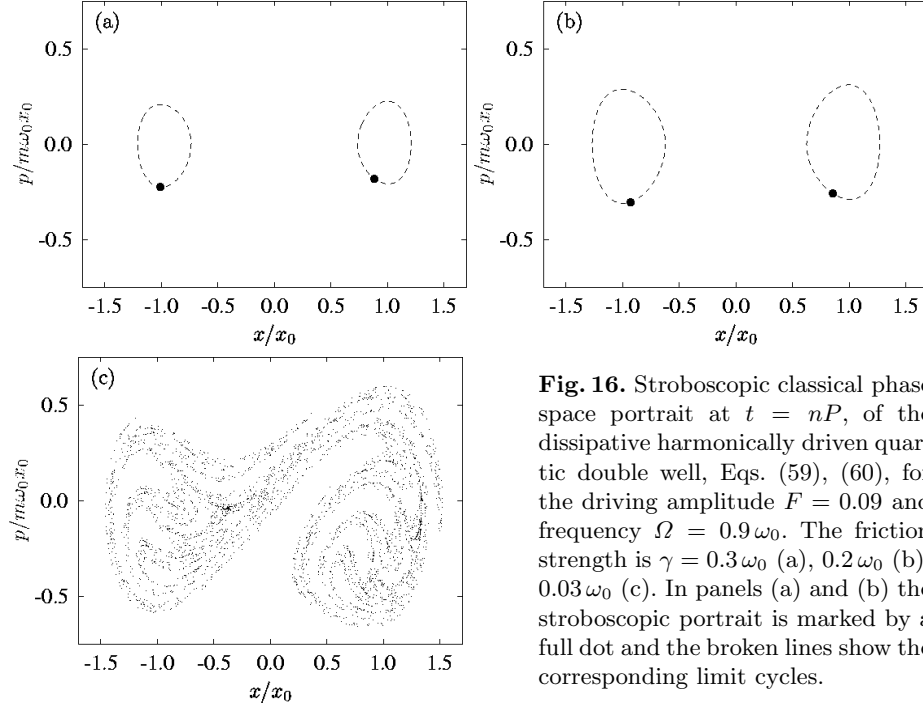 (a)
0.5
0.0
-0.5
p/mω₀x₀
-1.5 -1.0 -0.5 0.0 0.5 1.0 1.5
x/x₀
(b)
0.5
0.0
-0.5
p/mω₀x₀
-1.5 -1.0 -0.5 0.0 0.5 1.0
x/x₀
(c)
0.5
0.0
-0.5
p/mω₀x₀
-1.5 -1.0 -0.5 0.0 0.5 1.0 1.5
x/x₀
Fig. 16. Stroboscopic classical phase
space portrait at t = nP, of the
dissipative harmonically driven quar
tic double well, Eqs. (59), (60), for
the driving amplitude F = 0.09 and
frequency Ω = 0.9 ω₀. The friction
strength is γ = 0.3 ω₀ (a), 0.2 ω₀ (b)
0.03 ω₀ (c). In panels (a) and (b) the
stroboscopic portrait is marked by a
full dot and the broken lines show the
corresponding limit cycles.